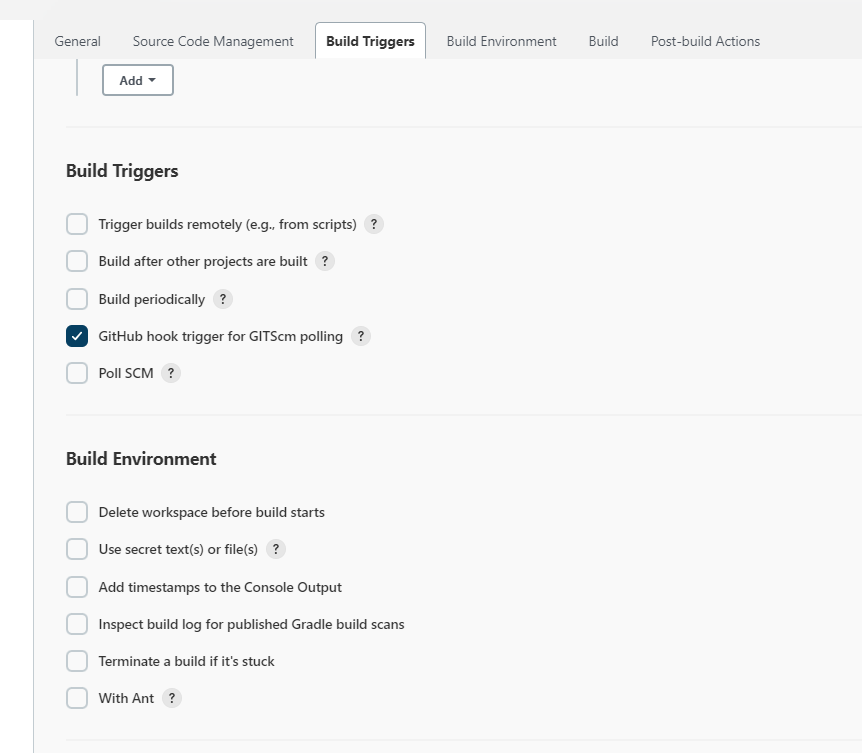 General Source Code Management Build Triggers Build Environment Build Post-build Actions
Add
Build Triggers
Trigger builds remotely (e.g., from scripts) ?
Build after other projects are built ?
Build periodically ?
GitHub hook trigger for GITScm polling ?
Poll SCM ?
Build Environment
Delete workspace before build starts
Use secret text(s) or file(s) ?
Add timestamps to the Console Output
Inspect build log for published Gradle build scans
Terminate a build if it's stuck
With Ant ?